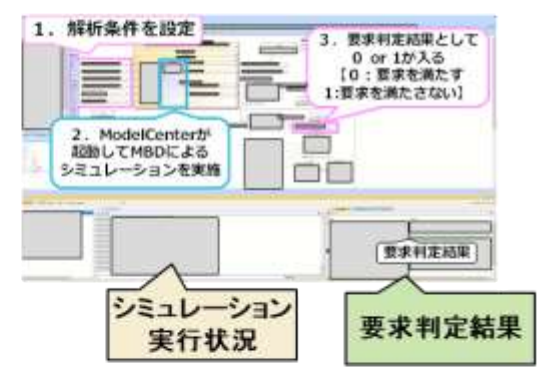 1. 解析条件を設定
3. 要求判定結果として
0 or 1が入る
【0:要求を満たす
1:要求を満たさない】
2. ModelCenterが
起動してMBDによる
シミュレーションを実施
要求判定結果
シミュレーション
実行状況
要求判定結果